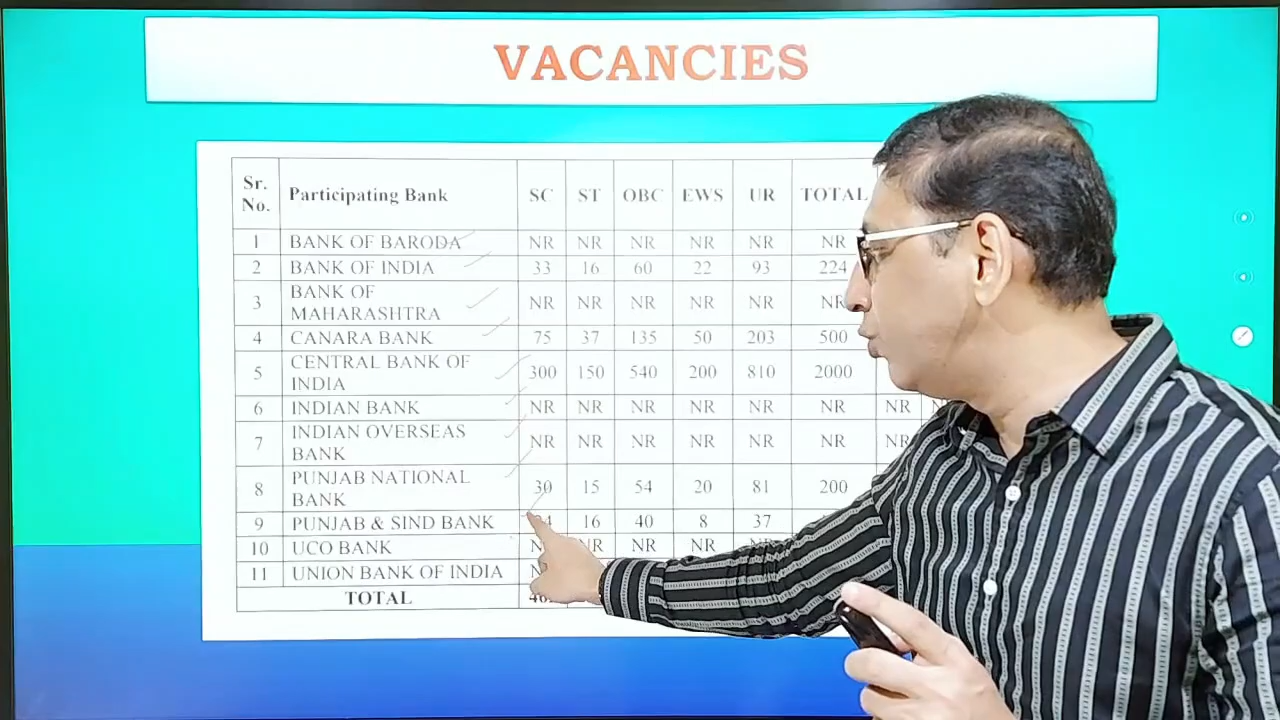 VACANCIES
Sr. No. Participating Bank SC ST OBC EWS UR TOTAL
1 BANK OF BARODA NR NR NR NR NR NR
2 BANK OF INDIA 33 16 60 22 93 224
3 BANK OF MAHARASHTRA NR NR NR NR NR NR
4 CANARA BANK 75 37 135 50 203 500
5 CENTRAL BANK OF INDIA 300 150 540 200 810 2000
6 INDIAN BANK NR NR NR NR NR NR NR
7 INDIAN OVERSEAS BANK NR NR NR NR NR NR NR
8 PUNJAB NATIONAL BANK 30 15 54 20 81 200
9 PUNJAB & SIND BANK 16 40 8 37
10 UCO BANK NR NR NR
11 UNION BANK OF INDIA
TOTAL